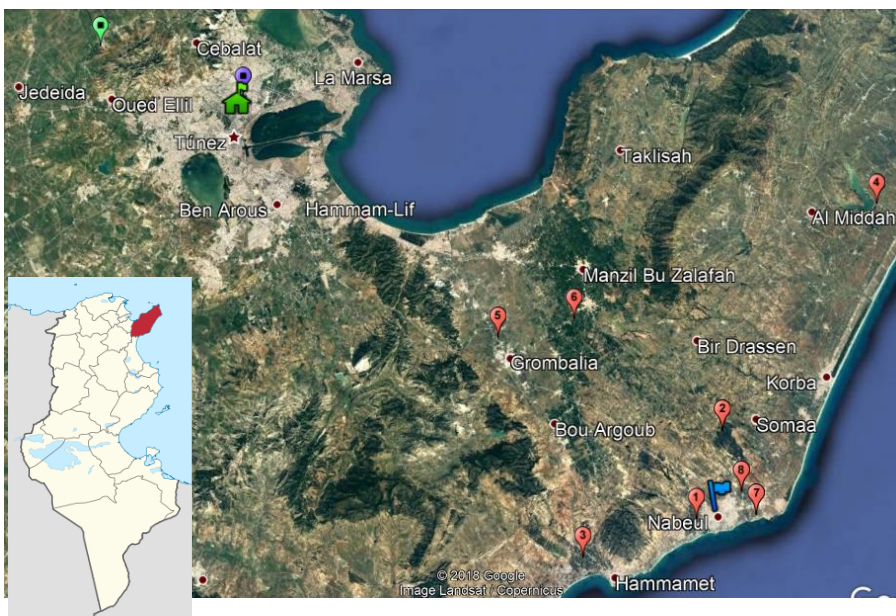 Cebalat
La Marsa
Jedeida
Oued Ellil
Túnez
Taklisah
4
Ben Arous
Hammam-Lif
Al Middah
Manzil Bu Zalafah
6
5
Bir Drassen
Grombalia
Korba
2
Bou Argoub
Somaa
8
1
7
Nabeul
3
© 2018 Google
Image Landsat / Copernicus
Hammamet